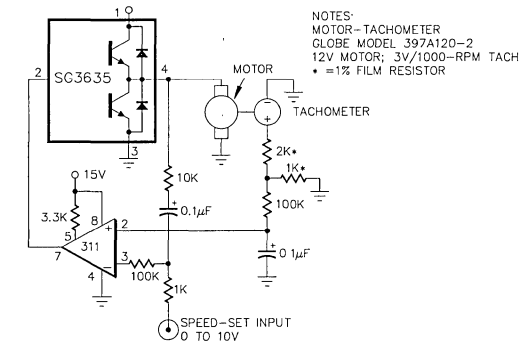 NOTES-
MOTOR-TACHOMETER
GLOBE MODEL 397A120-2
12V MOTOR; 3V/1000-RPM TACH
* =1% FILM RESISTOR
1
2
SG3635
4
3
MOTOR
TACHOMETER
2K*
1K*
10K
15V
0.1µF
100K
3.3K
8
5
311
2
7
3
4
0.1µF
100K
1K
SPEED-SET INPUT
0 TO 10V